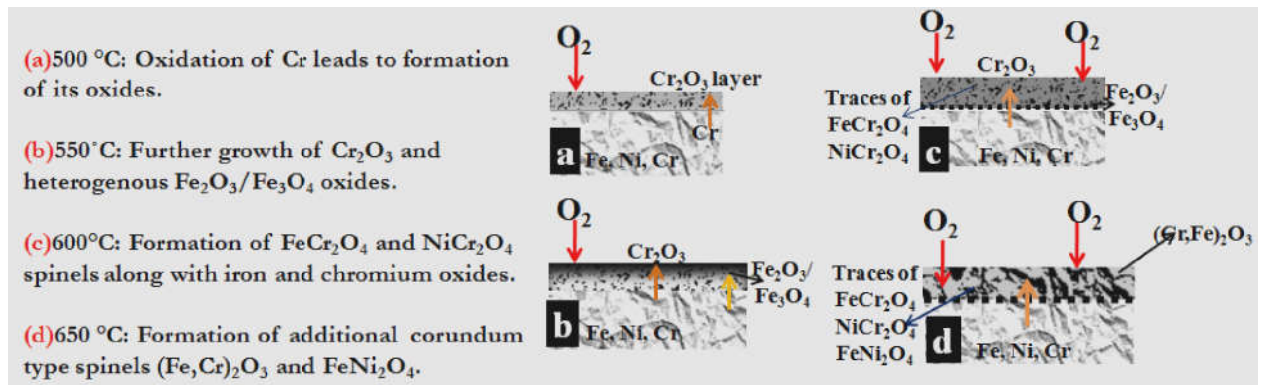 (a)500 °C: Oxidation of Cr leads to formation
of its oxides.
(b)550˚C: Further growth of Cr₂O₃ and
heterogenous Fe₂O₃/Fe₃O₄ oxides.
(c)600°C: Formation of FeCr₂O₄ and NiCr₂O₄
spinels along with iron and chromium oxides.
(d)650 °C: Formation of additional corundum
type spinels (Fe,Cr)₂O₃ and FeNi₂O₄.
O₂
Cr₂O₃ layer
Cr
a Fe, Ni, Cr
O₂
Cr₂O₃
Fe₂O₃/
Fe₃O₄
b Fe, Ni, Cr
O₂ O₂
Cr₂O₃
Traces of
FeCr₂O₄
NiCr₂O₄
Fe₂O₃/
Fe₃O₄
c Fe, Ni, Cr
O₂ O₂
(Cr,Fe)₂O₃
Traces of
FeCr₂O₄
NiCr₂O₄
FeNi₂O₄
d Fe, Ni, Cr